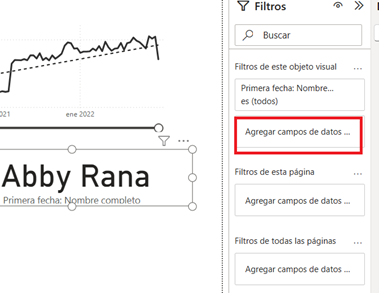 Filtros
Buscar
Filtros de este objeto visual ...
Primera fecha: Nombre...
es (todos)
Agregar campos de datos ...
Filtros de esta página ...
Agregar campos de datos ...
Filtros de todas las páginas ...
Agregar campos de datos ...
2021
ene 2022
...
Abby Rana
Primera fecha: Nombre completo